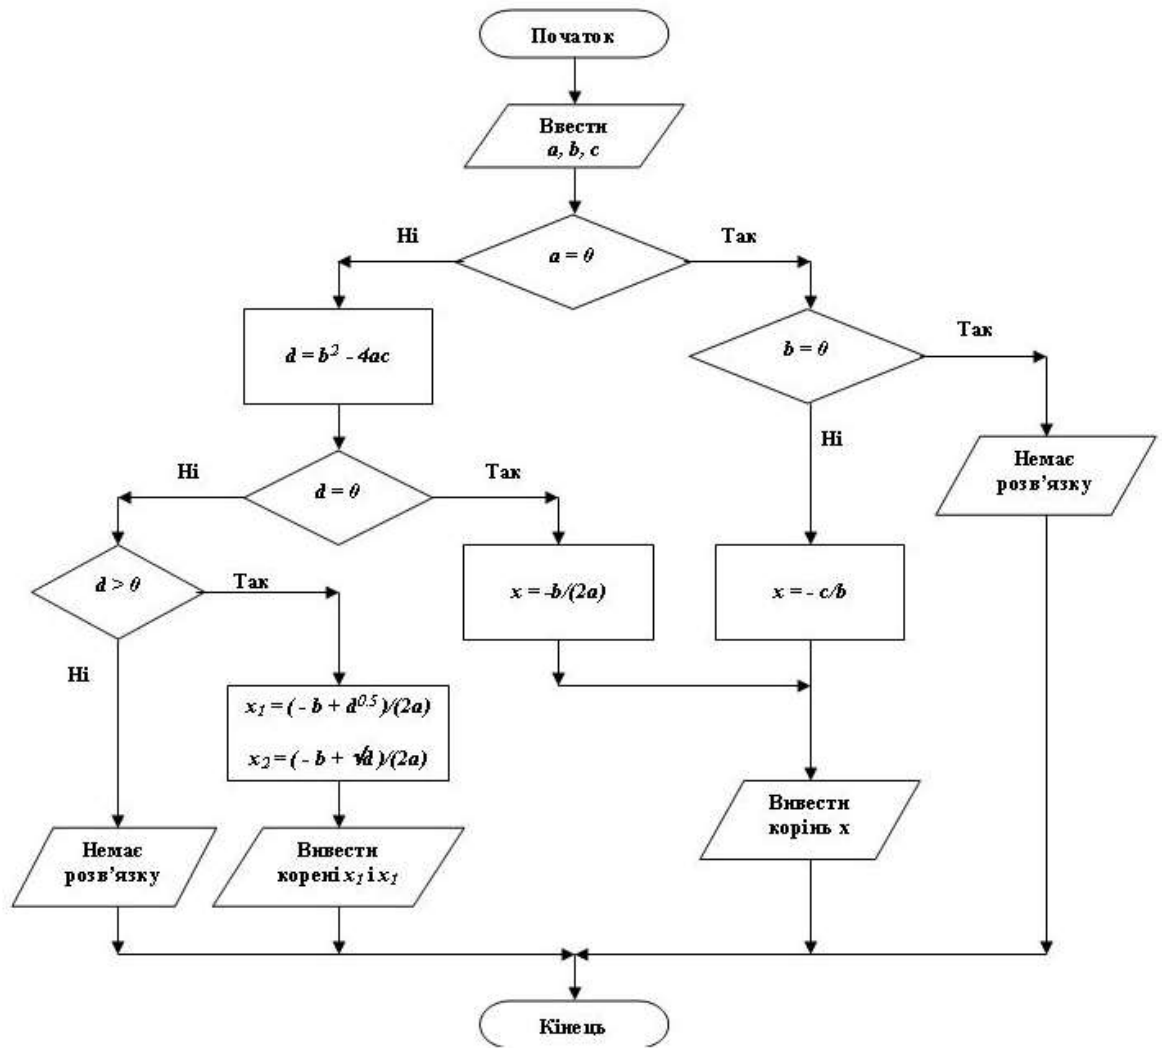 Початок
Ввести
a, b, c
Ні
Так
a = 0
d = b² - 4ac
b = 0
Так
Ні
Ні
Так
d = 0
Немає
розв’язку
d > 0
Так
x = -b/(2a)
x = - c/b
Ні
x₁ = ( - b + d⁰·⁵ )/(2a)
x₂ = ( - b + √d )/(2a)
Вивести
корінь x
Немає
розв’язку
Вивести
корені x₁ і x₁
Кінець